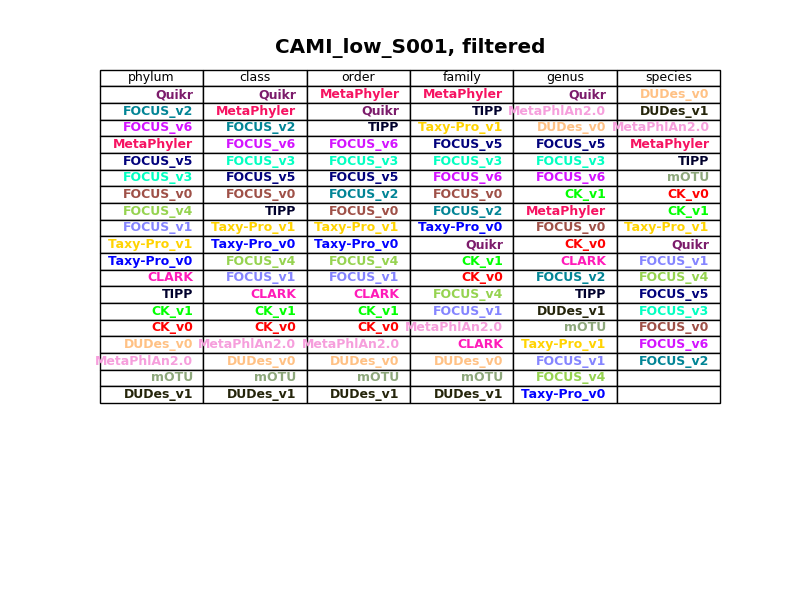 CAMI_low_S001, filtered
phylum class order family genus species
Quikr Quikr MetaPhyler MetaPhyler Quikr DUDes_v0
FOCUS_v2 MetaPhyler Quikr TIPP MetaPhlAn2.0 DUDes_v1
FOCUS_v6 FOCUS_v2 TIPP Taxy-Pro_v1 DUDes_v0 MetaPhlAn2.0
MetaPhyler FOCUS_v6 FOCUS_v6 FOCUS_v5 FOCUS_v5 MetaPhyler
FOCUS_v5 FOCUS_v3 FOCUS_v3 FOCUS_v3 FOCUS_v3 TIPP
FOCUS_v3 FOCUS_v5 FOCUS_v5 FOCUS_v6 FOCUS_v6 mOTU
FOCUS_v0 FOCUS_v0 FOCUS_v2 FOCUS_v0 CK_v1 CK_v0
FOCUS_v4 TIPP FOCUS_v0 FOCUS_v2 MetaPhyler CK_v1
FOCUS_v1 Taxy-Pro_v1 Taxy-Pro_v1 Taxy-Pro_v0 FOCUS_v0 Taxy-Pro_v1
Taxy-Pro_v1 Taxy-Pro_v0 Taxy-Pro_v0 Quikr CK_v0 Quikr
Taxy-Pro_v0 FOCUS_v4 FOCUS_v4 CK_v1 CLARK FOCUS_v1
CLARK FOCUS_v1 FOCUS_v1 CK_v0 FOCUS_v2 FOCUS_v4
TIPP CLARK CLARK FOCUS_v4 TIPP FOCUS_v5
CK_v1 CK_v1 CK_v1 FOCUS_v1 DUDes_v1 FOCUS_v3
CK_v0 CK_v0 CK_v0 MetaPhlAn2.0 mOTU FOCUS_v0
DUDes_v0 MetaPhlAn2.0 MetaPhlAn2.0 CLARK Taxy-Pro_v1 FOCUS_v6
MetaPhlAn2.0 DUDes_v0 DUDes_v0 DUDes_v0 FOCUS_v1 FOCUS_v2
mOTU mOTU mOTU mOTU FOCUS_v4
DUDes_v1 DUDes_v1 DUDes_v1 DUDes_v1 Taxy-Pro_v0